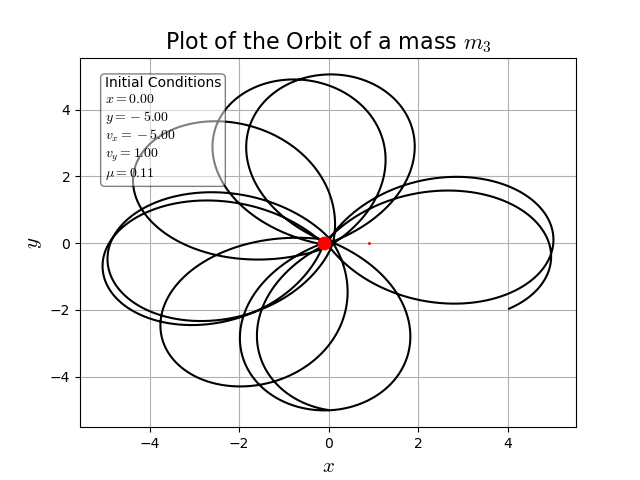 Plot of the Orbit of a mass m₃
Initial Conditions
x = 0.00
y = −5.00
vₓ = −5.00
v_y = 1.00
μ = 0.11
4
2
0
−2
−4
y
−4
−2
0
2
4
x